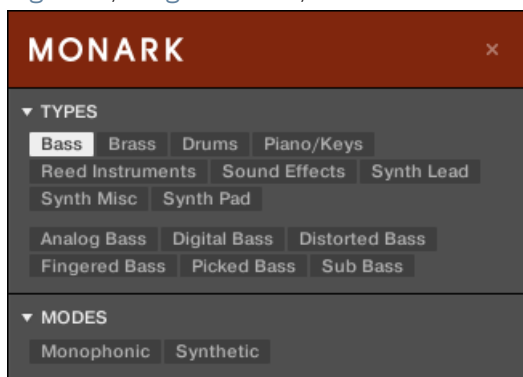 MONARK ×
▼ TYPES
Bass Brass Drums Piano/Keys
Reed Instruments Sound Effects Synth Lead
Synth Misc Synth Pad
Analog Bass Digital Bass Distorted Bass
Fingered Bass Picked Bass Sub Bass
▼ MODES
Monophonic Synthetic